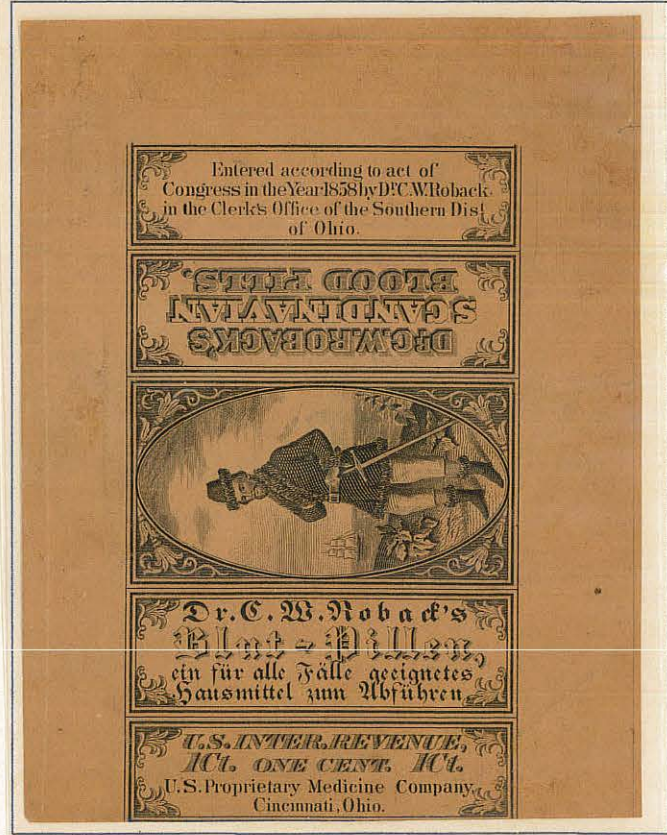 Entered according to act of
Congress in the Year 1858 by Dr. C. W. Roback.
in the Clerk's Office of the Southern Dist
of Ohio.
DR. C. W. ROBACK'S
SCANDINAVIAN
BLOOD PILLS.
Dr. C. W. Roback's
Blut-Pillen,
ein für alle Fälle geeignetes
Hausmittel zum Abführen
U.S. INTER. REVENUE,
1Ct. ONE CENT. 1Ct.
U.S. Proprietary Medicine Company,
Cincinnati, Ohio.